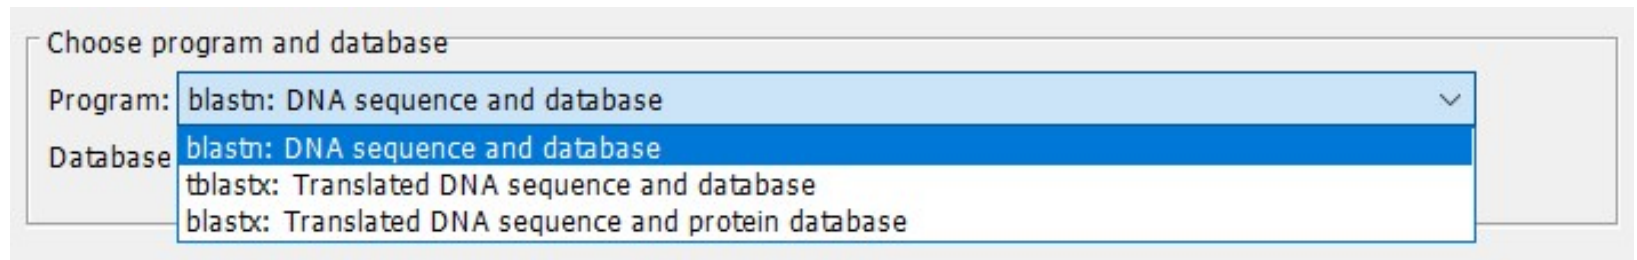 Choose program and database
Program: blastn: DNA sequence and database
Database blastn: DNA sequence and database
tblastx: Translated DNA sequence and database
blastx: Translated DNA sequence and protein database